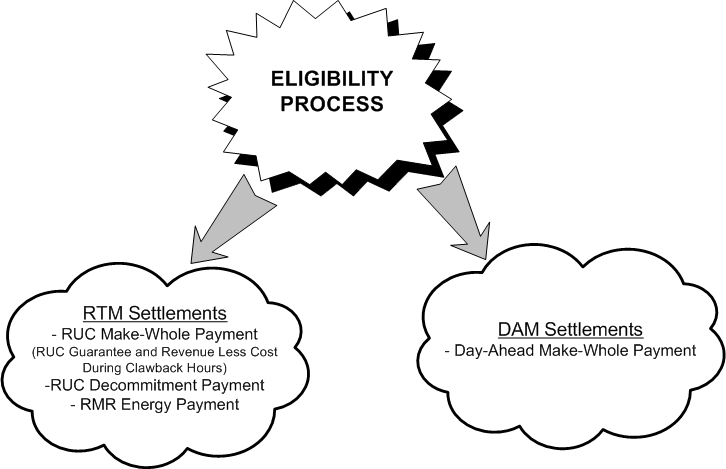 ELIGIBILITY
PROCESS
RTM Settlements
- RUC Make-Whole Payment
(RUC Guarantee and Revenue Less Cost
During Clawback Hours)
-RUC Decommitment Payment
- RMR Energy Payment
DAM Settlements
- Day-Ahead Make-Whole Payment